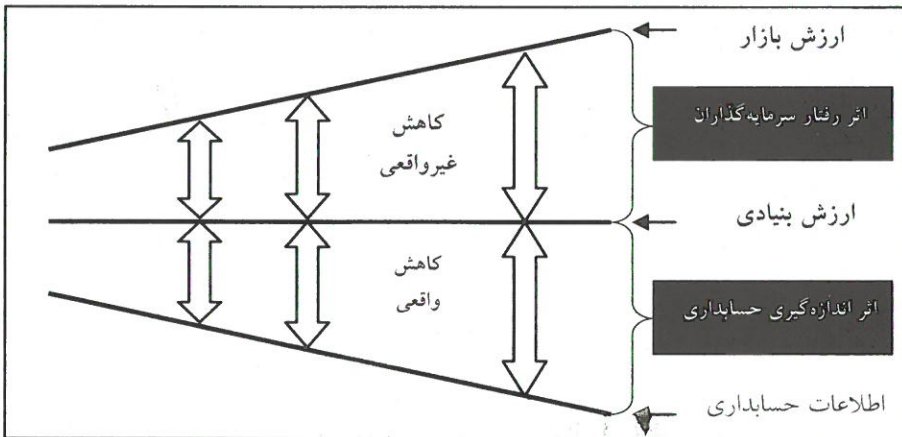 ارزش بازار
اثر رفتار سرمایه‌گذاران
کاهش
غیرواقعی
ارزش بنیادی
کاهش
واقعی
اثر اندازه‌گیری حسابداری
اطلاعات حسابداری